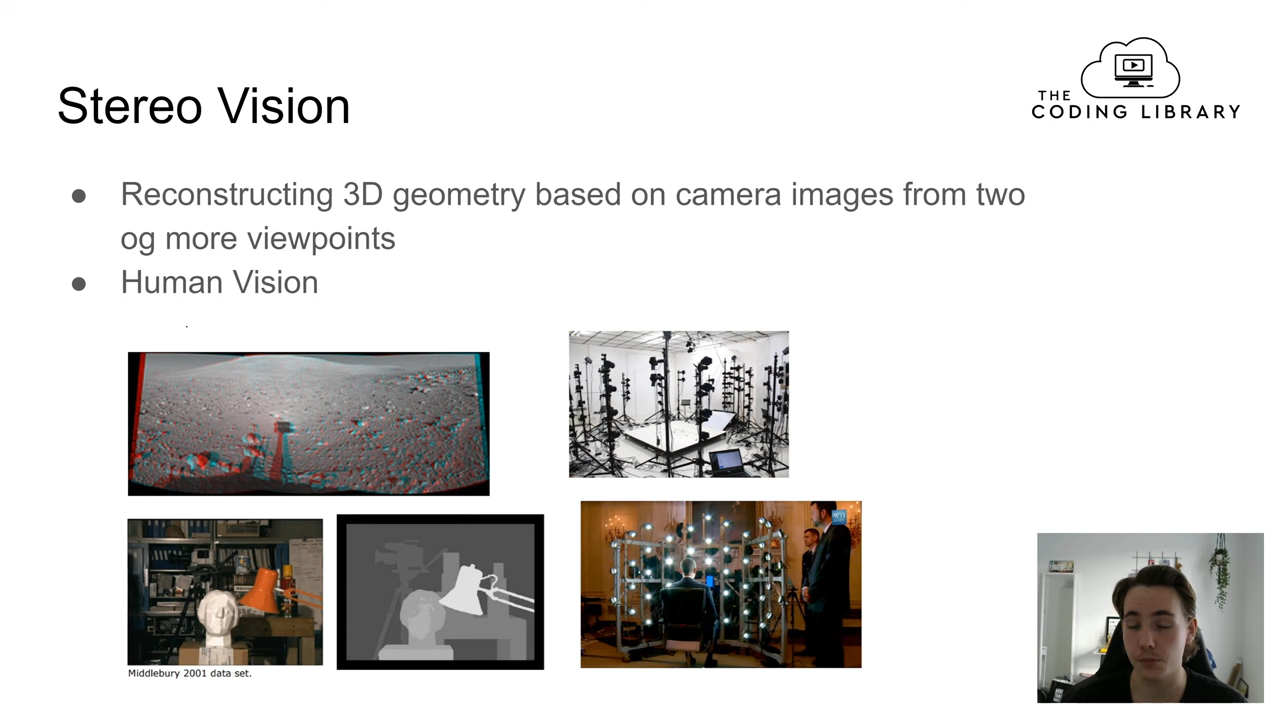 Stereo Vision
THE
CODING LIBRARY
● Reconstructing 3D geometry based on camera images from two
og more viewpoints
● Human Vision
Middlebury 2001 data set.